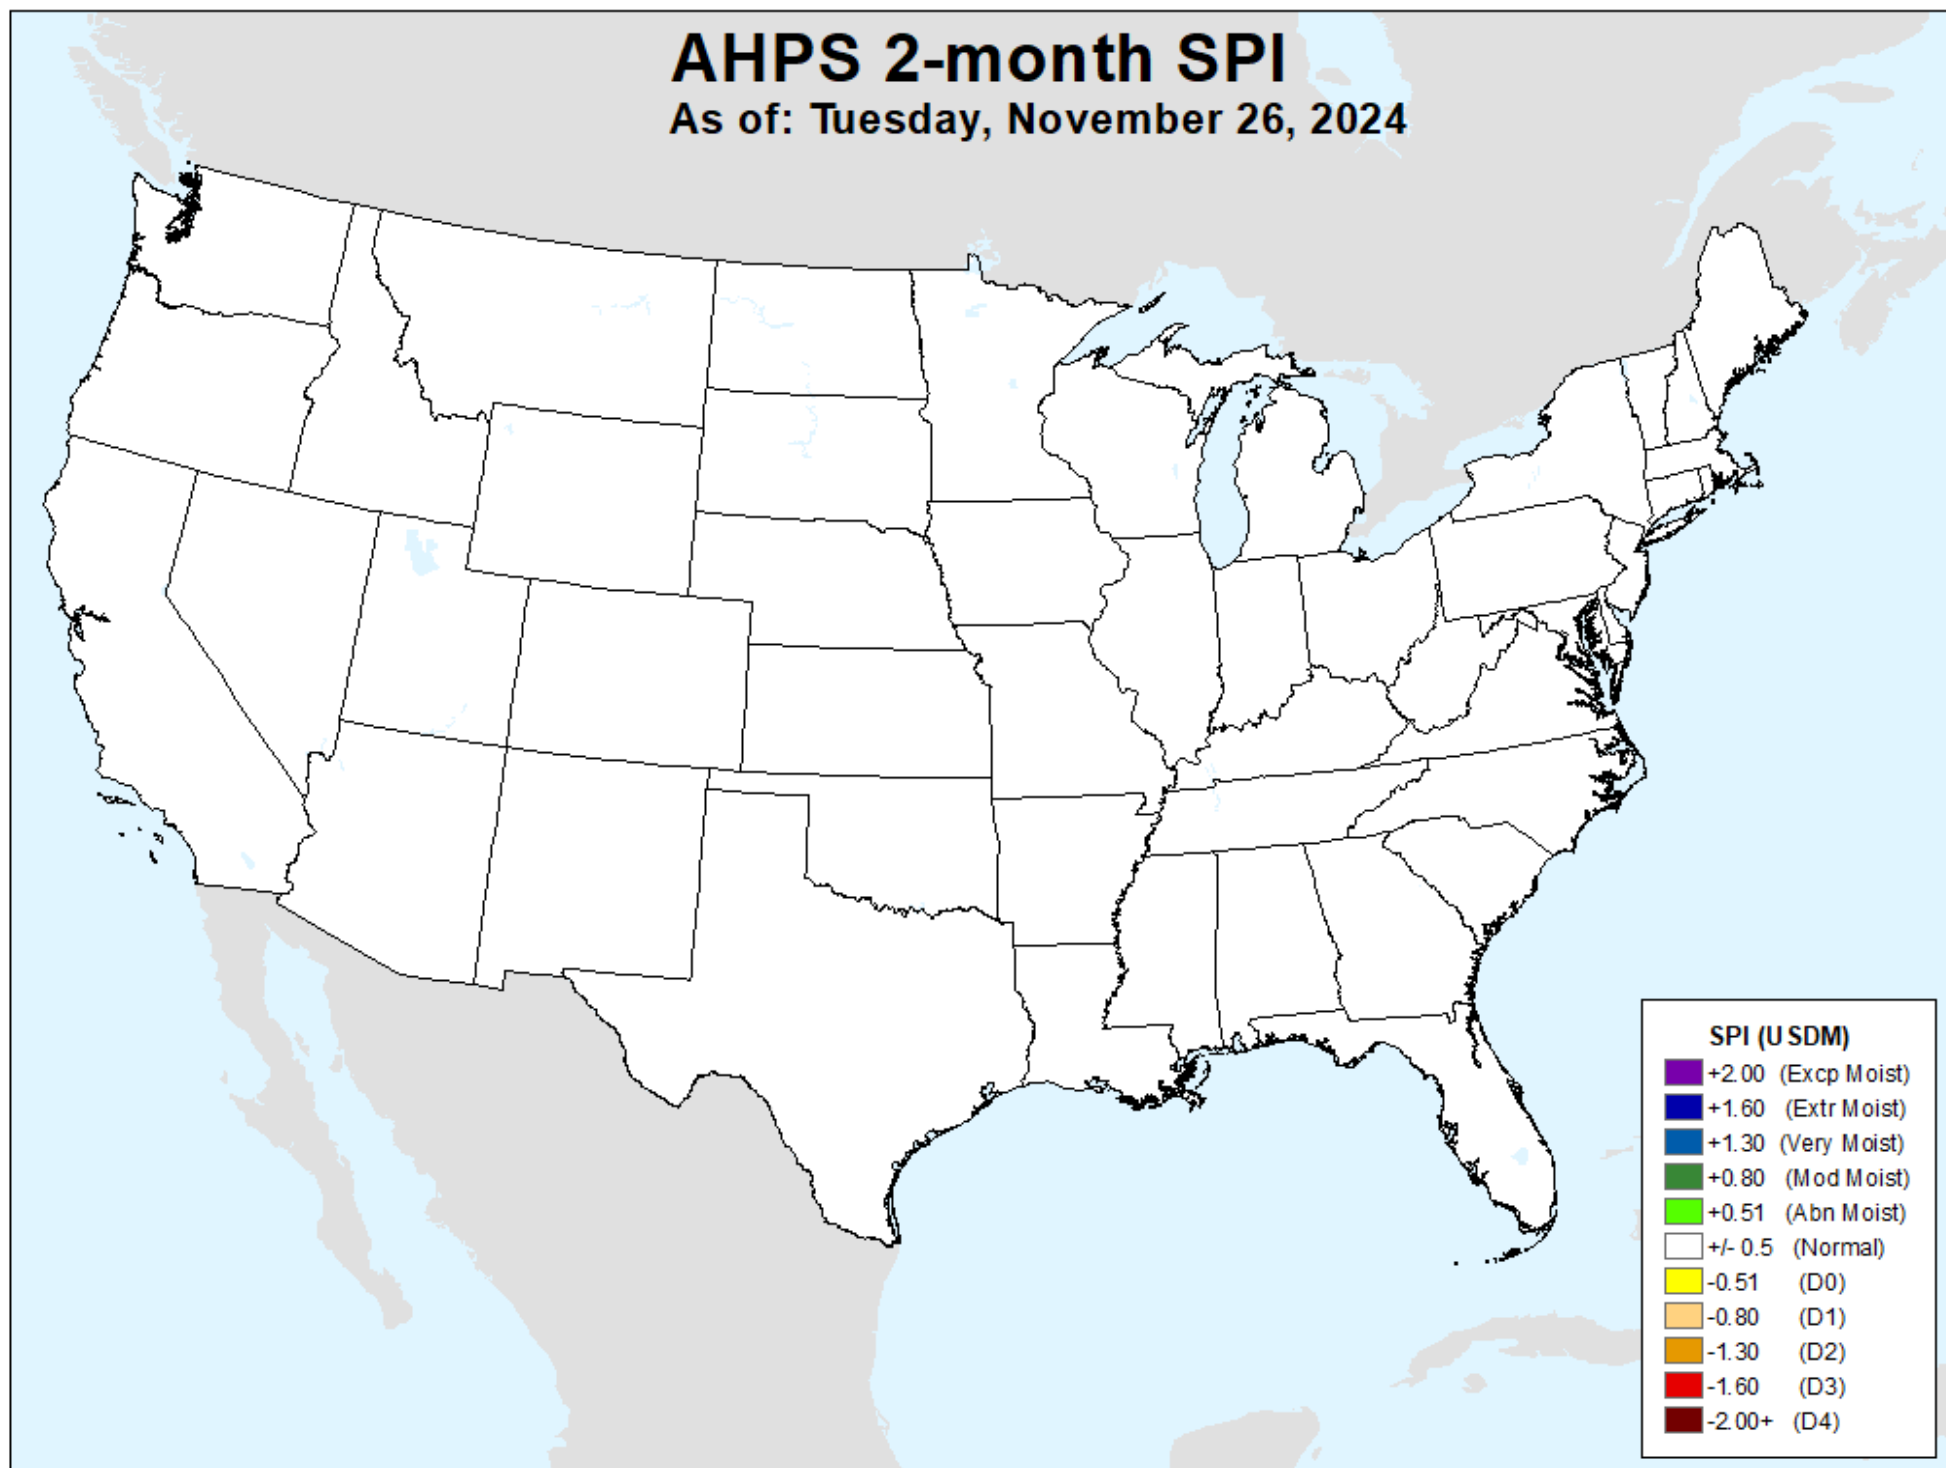 AHPS 2-month SPI
As of: Tuesday, November 26, 2024
SPI (USDM)
+2.00 (Excp Moist)
+1.60 (Extr Moist)
+1.30 (Very Moist)
+0.80 (Mod Moist)
+0.51 (Abn Moist)
+/- 0.5 (Normal)
-0.51 (D0)
-0.80 (D1)
-1.30 (D2)
-1.60 (D3)
-2.00+ (D4)